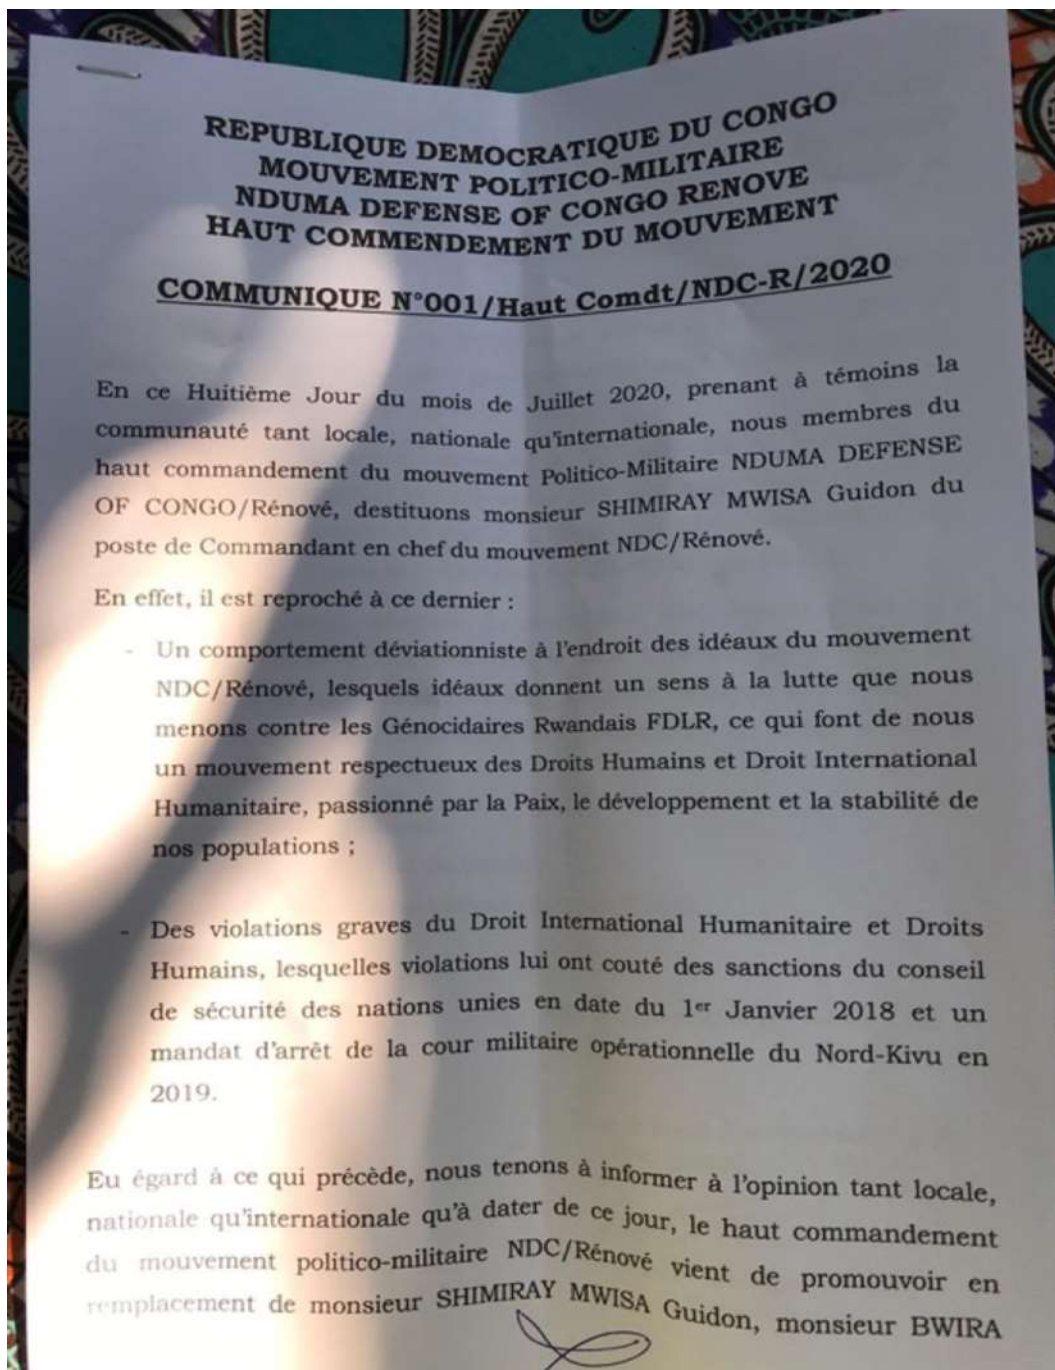 REPUBLIQUE DEMOCRATIQUE DU CONGO
MOUVEMENT POLITICO-MILITAIRE
NDUMA DEFENSE OF CONGO RENOVE
HAUT COMMENDEMENT DU MOUVEMENT
COMMUNIQUE N°001/Haut Comdt/NDC-R/2020
En ce Huitième Jour du mois de Juillet 2020, prenant à témoins la
communauté tant locale, nationale qu'internationale, nous membres du
haut commandement du mouvement Politico-Militaire NDUMA DEFENSE
OF CONGO/Rénové, destituons monsieur SHIMIRAY MWISA Guidon du
poste de Commandant en chef du mouvement NDC/Rénové.
En effet, il est reproché à ce dernier :
- Un comportement déviationniste à l'endroit des idéaux du mouvement
NDC/Rénové, lesquels idéaux donnent un sens à la lutte que nous
menons contre les Génocidaires Rwandais FDLR, ce qui font de nous
un mouvement respectueux des Droits Humains et Droit International
Humanitaire, passionné par la Paix, le développement et la stabilité de
nos populations ;
- Des violations graves du Droit International Humanitaire et Droits
Humains, lesquelles violations lui ont couté des sanctions du conseil
de sécurité des nations unies en date du 1er Janvier 2018 et un
mandat d'arrêt de la cour militaire opérationnelle du Nord-Kivu en
2019.
Eu égard à ce qui précède, nous tenons à informer à l'opinion tant locale,
nationale qu'internationale qu'à dater de ce jour, le haut commandement
du mouvement politico-militaire NDC/Rénové vient de promouvoir en
remplacement de monsieur SHIMIRAY MWISA Guidon, monsieur BWIRA